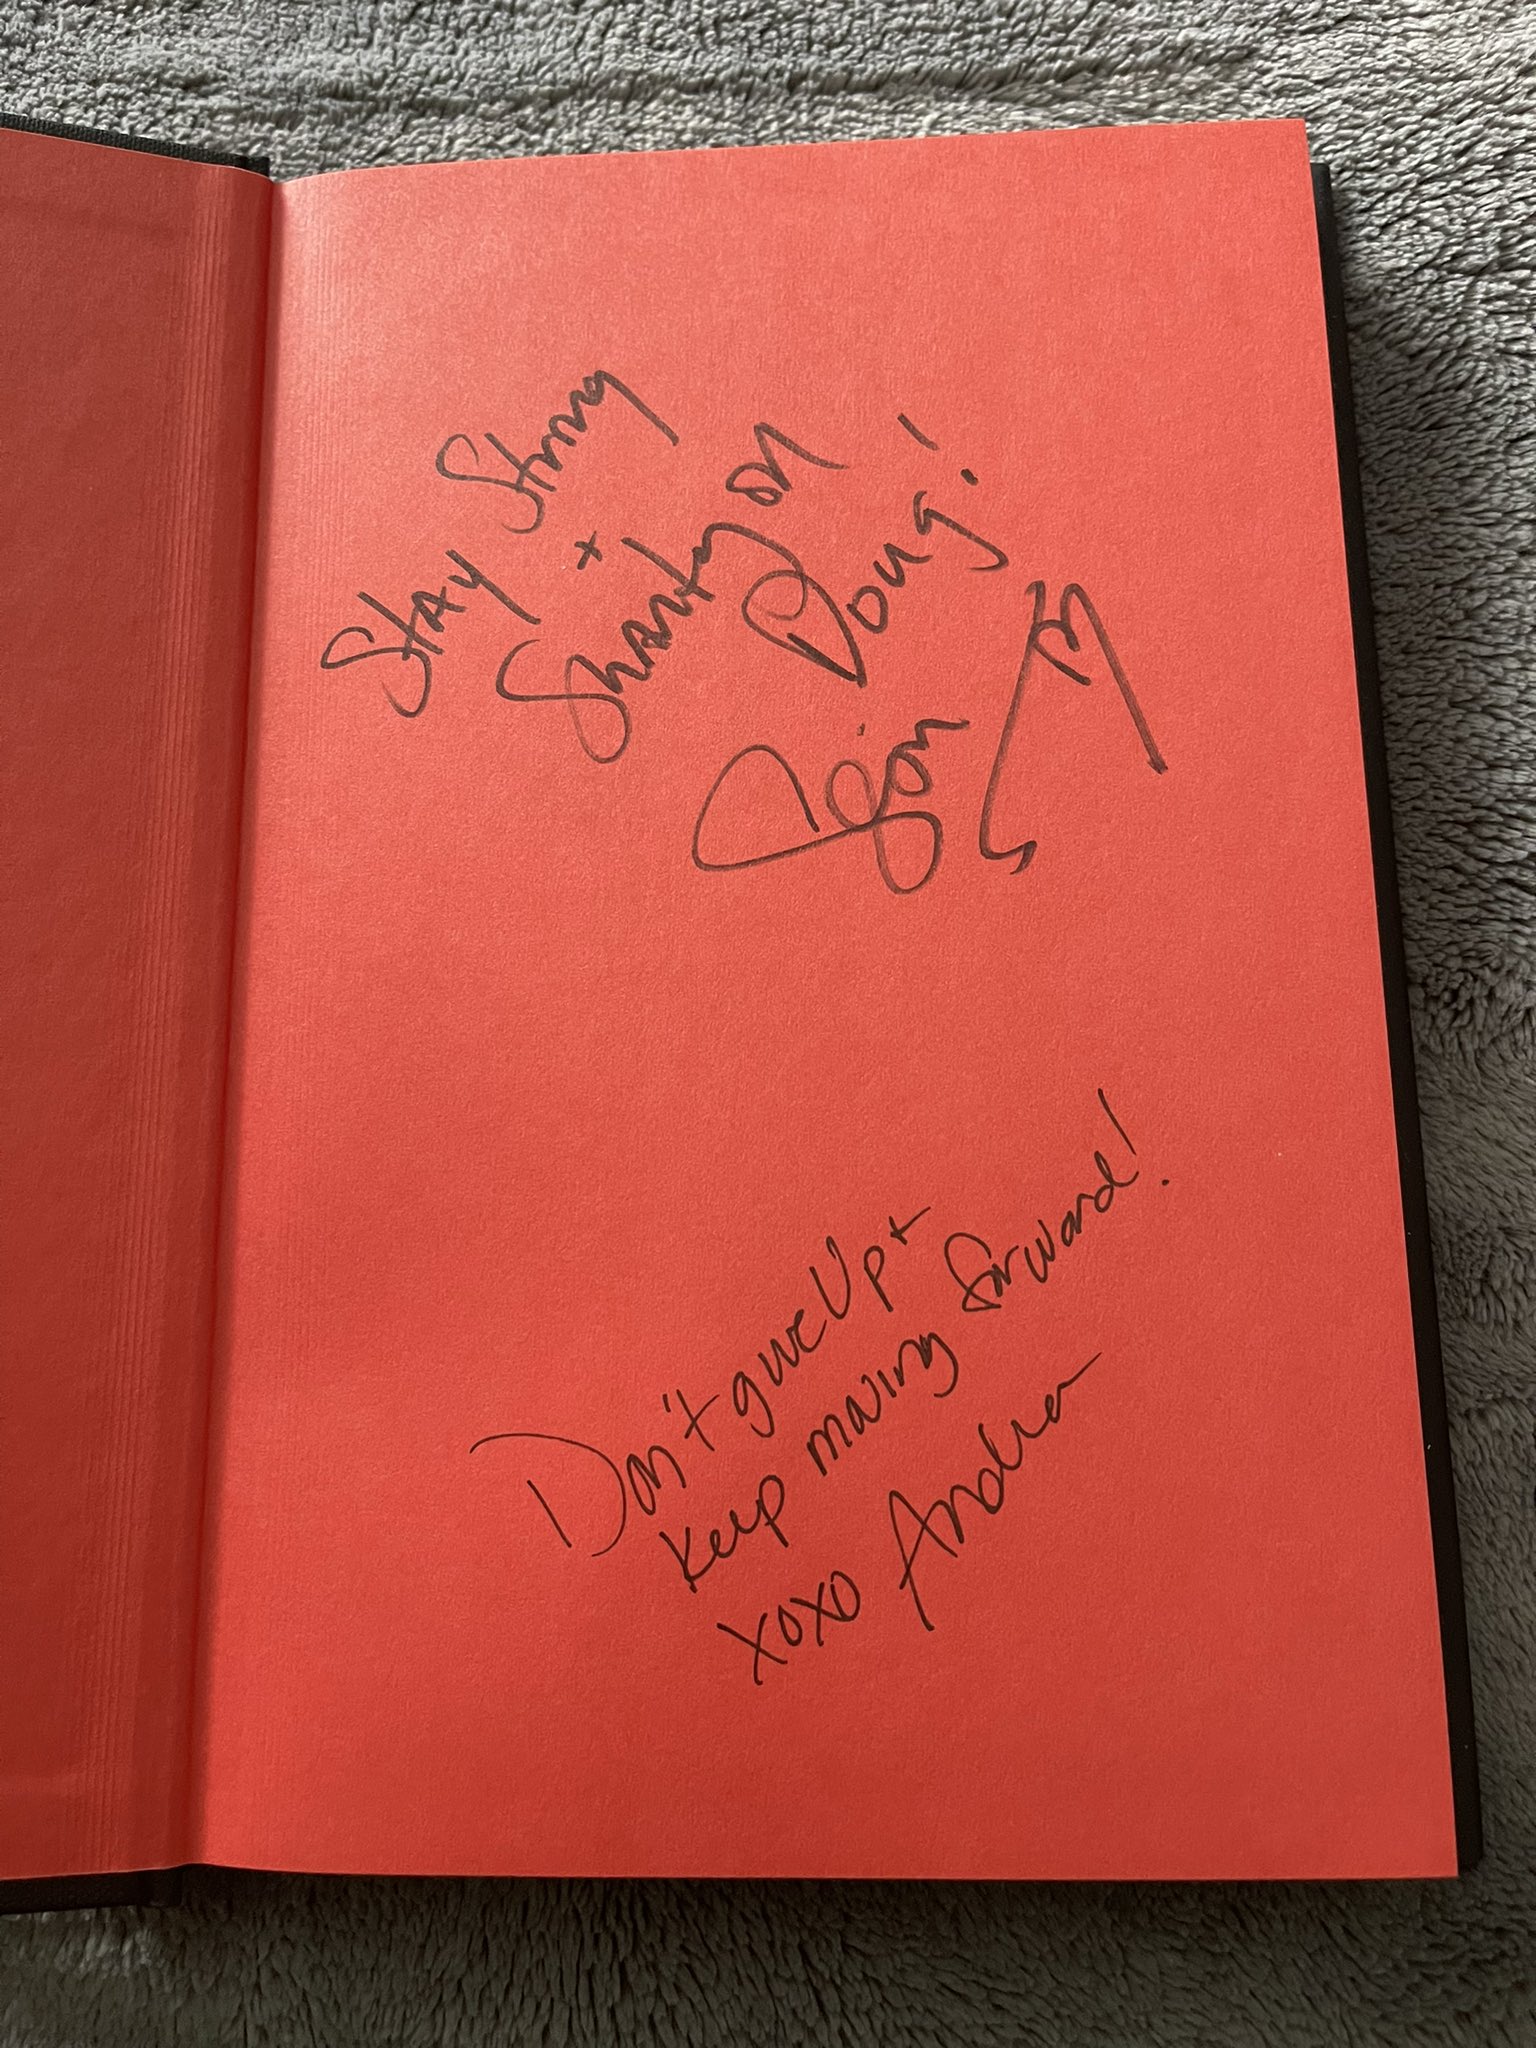 Stay Strong
+
Shanty on
Doug!
Don't give Up +
Keep moving forward!
xoxo Andrea